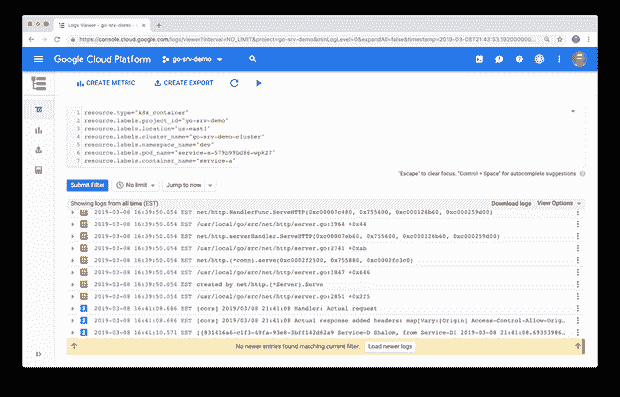 Logs Viewer - go-srv-demo
https://console.cloud.google.com/logs/viewer?interval=NO_LIMIT&project=go-srv-demo&minLogLevel=0&expandAll=false&timestamp=2019-03-08T21:43:53.192000000
Google Cloud Platform
go-srv-demo
CREATE METRIC
CREATE EXPORT
1 resource.type="k8s_container"
2 resource.labels.project_id="go-srv-demo"
3 resource.labels.location="us-east1"
4 resource.labels.cluster_name="go-srv-demo-cluster"
5 resource.labels.namespace_name="dev"
6 resource.labels.pod_name="service-a-579b99bd86-wpk27"
7 resource.labels.container_name="service-a"
"Escape" to clear focus, "Control + Space" for autocomplete suggestions
Submit Filter
No limit
Jump to now
Showing logs from all time (EST)
Download logs
View Options
2019-03-08 16:39:50.054 EST net/http.HandlerFunc.ServeHTTP(0xc00007c480, 0x755600, 0xc000126b60, 0xc000259d00)
2019-03-08 16:39:50.054 EST /usr/local/go/src/net/http/server.go:1964 +0x44
2019-03-08 16:39:50.054 EST net/http.serverHandler.ServeHTTP(0xc00007eb60, 0x755600, 0xc000126b60, 0xc000259d00)
2019-03-08 16:39:50.054 EST /usr/local/go/src/net/http/server.go:2741 +0xab
2019-03-08 16:39:50.054 EST net/http.(*conn).serve(0xc0002f2500, 0x755880, 0xc0002fc3c0)
2019-03-08 16:39:50.054 EST /usr/local/go/src/net/http/server.go:1847 +0x646
2019-03-08 16:39:50.054 EST created by net/http.(*Server).Serve
2019-03-08 16:39:50.054 EST /usr/local/go/src/net/http/server.go:2851 +0x2f5
2019-03-08 16:41:08.686 EST [cors] 2019/03/08 21:41:08 Handler: Actual request
2019-03-08 16:41:08.686 EST [cors] 2019/03/08 21:41:08 Actual response added headers: map[Vary:[Origin] Access-Control-Allow-Orig…
2019-03-08 16:41:10.571 EST Service-D Shalom, from Service-D! 2019-03-08 21:41:08.69353986…
No newer entries found matching current filter.
Load newer logs